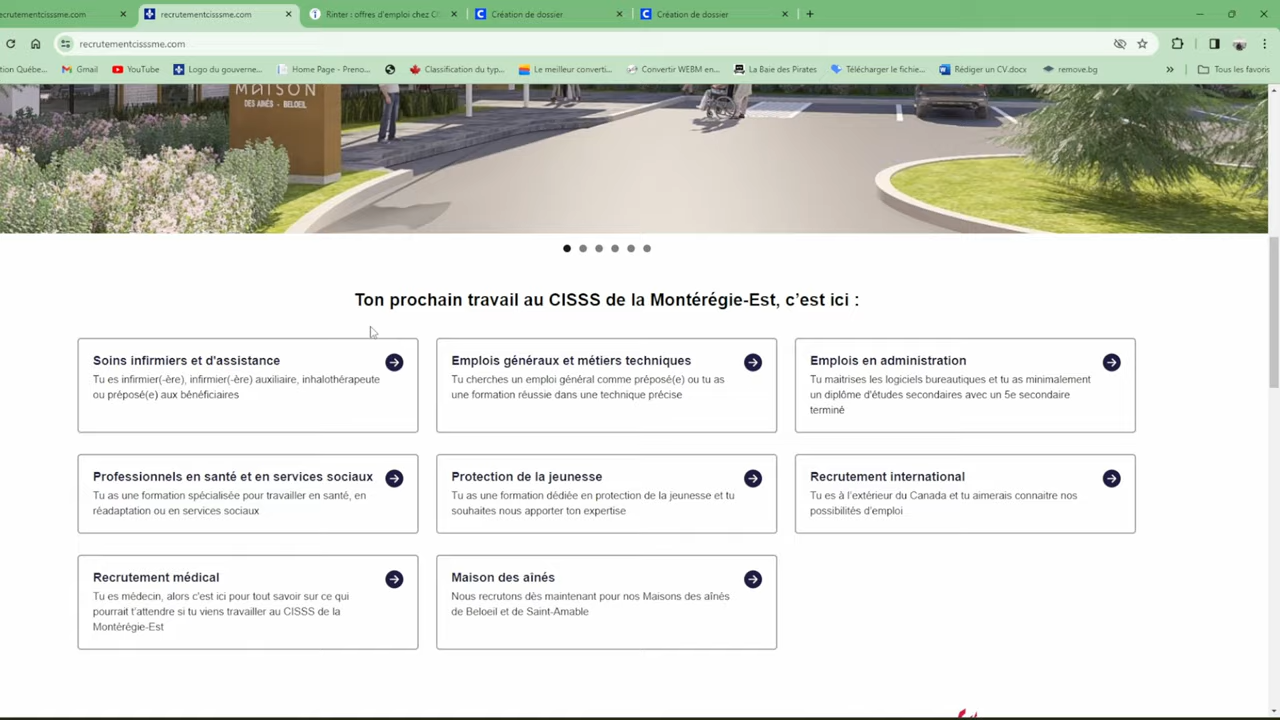 recrutementcisssme.com
recrutementcisssme.com
Rinter : offres d'emploi chez CI
Création de dossier
Création de dossier
recrutementcisssme.com
tion Québe...
Gmail
YouTube
Logo du gouverne...
Home Page - Preno...
Classification du typ...
Le meilleur converti...
Convertir WEBM en...
La Baie des Pirates
Télécharger le fichie...
Rédiger un CV.docx
remove.bg
Tous les favoris
MAISON
DES AÎNÉS - BELOEIL
Ton prochain travail au CISSS de la Montérégie-Est, c’est ici :
Soins infirmiers et d'assistance
Tu es infirmier(-ère), infirmier(-ère) auxiliaire, inhalothérapeute
ou préposé(e) aux bénéficiaires
Emplois généraux et métiers techniques
Tu cherches un emploi général comme préposé(e) ou tu as
une formation réussie dans une technique précise
Emplois en administration
Tu maitrises les logiciels bureautiques et tu as minimalement
un diplôme d'études secondaires avec un 5e secondaire
terminé
Professionnels en santé et en services sociaux
Tu as une formation spécialisée pour travailler en santé, en
réadaptation ou en services sociaux
Protection de la jeunesse
Tu as une formation dédiée en protection de la jeunesse et tu
souhaites nous apporter ton expertise
Recrutement international
Tu es à l’extérieur du Canada et tu aimerais connaitre nos
possibilités d’emploi
Recrutement médical
Tu es médecin, alors c'est ici pour tout savoir sur ce qui
pourrait t’attendre si tu viens travailler au CISSS de la
Montérégie-Est
Maison des aînés
Nous recrutons dès maintenant pour nos Maisons des aînés
de Beloeil et de Saint-Amable